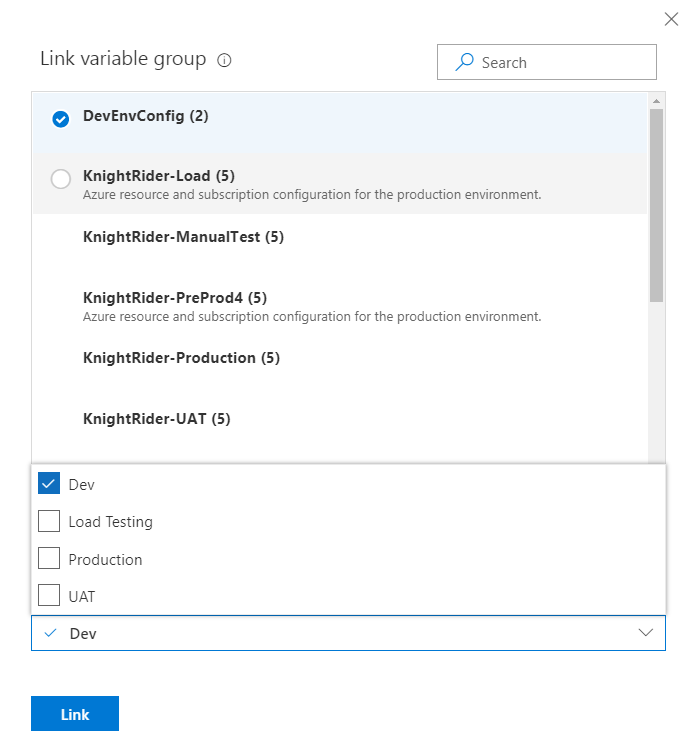 Link variable group
Search
DevEnvConfig (2)
KnightRider-Load (5)
Azure resource and subscription configuration for the production environment.
KnightRider-ManualTest (5)
KnightRider-PreProd4 (5)
Azure resource and subscription configuration for the production environment.
KnightRider-Production (5)
KnightRider-UAT (5)
Dev
Load Testing
Production
UAT
Dev
Link